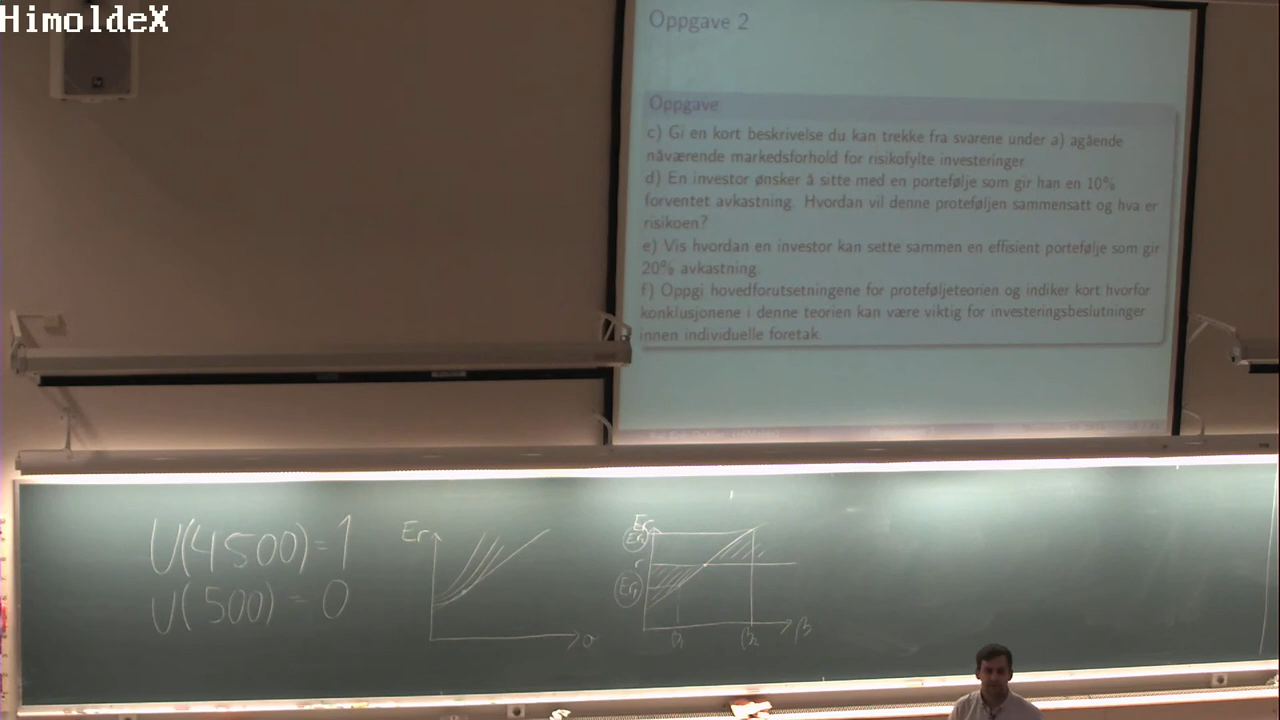 HimoldeX
Oppgave 2
Oppgave
c) Gi en kort beskrivelse du kan trekke fra svarene under a) agående
nåværende markedsforhold for risikofylte investeringer
d) En investor ønsker å sitte med en portefølje som gir han en 10%
forventet avkastning. Hvordan vil denne proteføljen sammensatt og hva er
risikoen?
e) Vis hvordan en investor kan sette sammen en effisient portefølje som gir
20% avkastning.
f) Oppgi hovedforutsetningene for proteføljeteorien og indiker kort hvorfor
konklusjonene i denne teorien kan være viktig for investeringsbeslutninger
innen individuelle foretak.
U(4500)=1
U(500)=0
Er
σ
Er
Er₂
r
Er₁
β₁
β₂
β